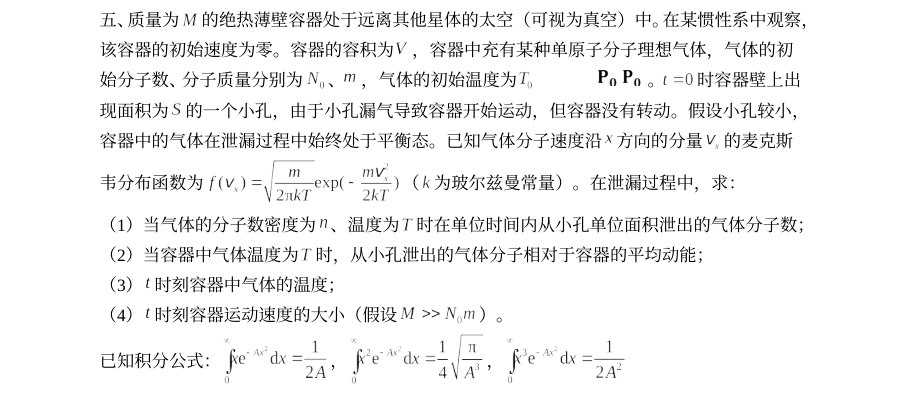 五、质量为 M 的绝热薄壁容器处于远离其他星体的太空（可视为真空）中。在某惯性系中观察，
该容器的初始速度为零。容器的容积为 V ，容器中充有某种单原子分子理想气体，气体的初
始分子数、分子质量分别为 N₀ 、m ，气体的初始温度为 T₀ P₀ P₀ 。t =0 时容器壁上出
现面积为 S 的一个小孔，由于小孔漏气导致容器开始运动，但容器没有转动。假设小孔较小，
容器中的气体在泄漏过程中始终处于平衡态。已知气体分子速度沿 x 方向的分量 vₓ 的麦克斯
韦分布函数为 f(vₓ) = √(m/(2πkT)) exp(- mvₓ²/(2kT)) （ k 为玻尔兹曼常量）。在泄漏过程中，求：
（1）当气体的分子数密度为 n 、温度为 T 时在单位时间内从小孔单位面积泄出的气体分子数；
（2）当容器中气体温度为 T 时，从小孔泄出的气体分子相对于容器的平均动能；
（3） t 时刻容器中气体的温度；
（4） t 时刻容器运动速度的大小（假设 M >> N₀m ）。
已知积分公式： ∫₀^∞ xe^(-Ax²) dx = 1/(2A) ， ∫₀^∞ x²e^(-Ax²) dx = (1/4)√(π/A³) ， ∫₀^∞ x³e^(-Ax²) dx = 1/(2A²)